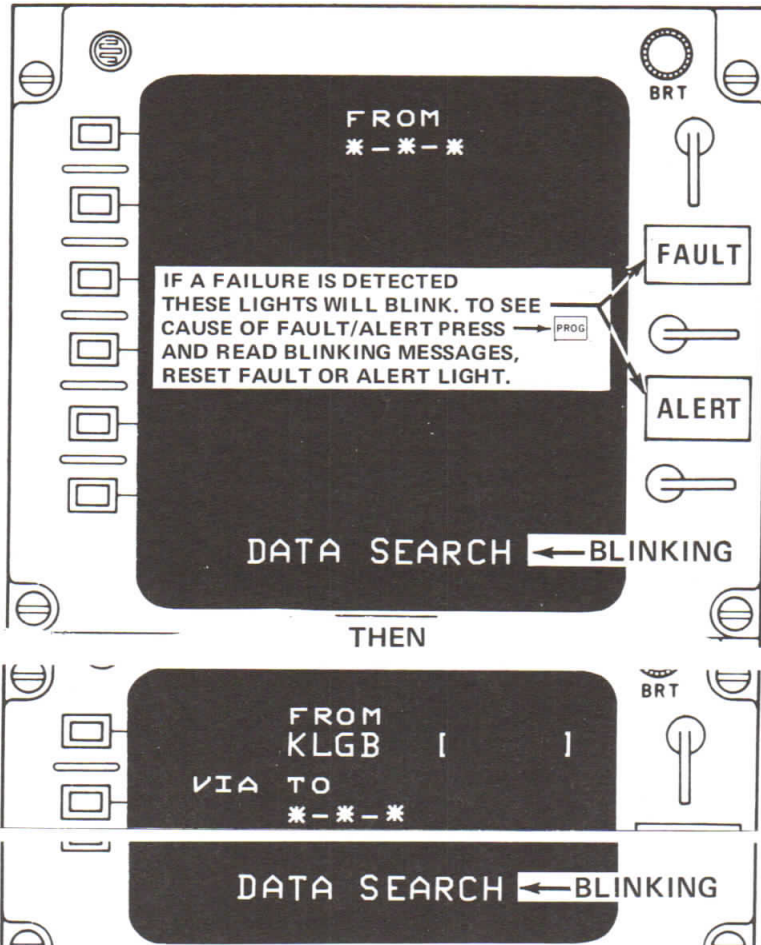 BRT
FROM
*-*-*
FAULT
IF A FAILURE IS DETECTED
THESE LIGHTS WILL BLINK. TO SEE
CAUSE OF FAULT/ALERT PRESS PROG
AND READ BLINKING MESSAGES,
RESET FAULT OR ALERT LIGHT.
ALERT
DATA SEARCH BLINKING
THEN
BRT
FROM
KLGB [ ]
VIA TO
*-*-*
DATA SEARCH BLINKING